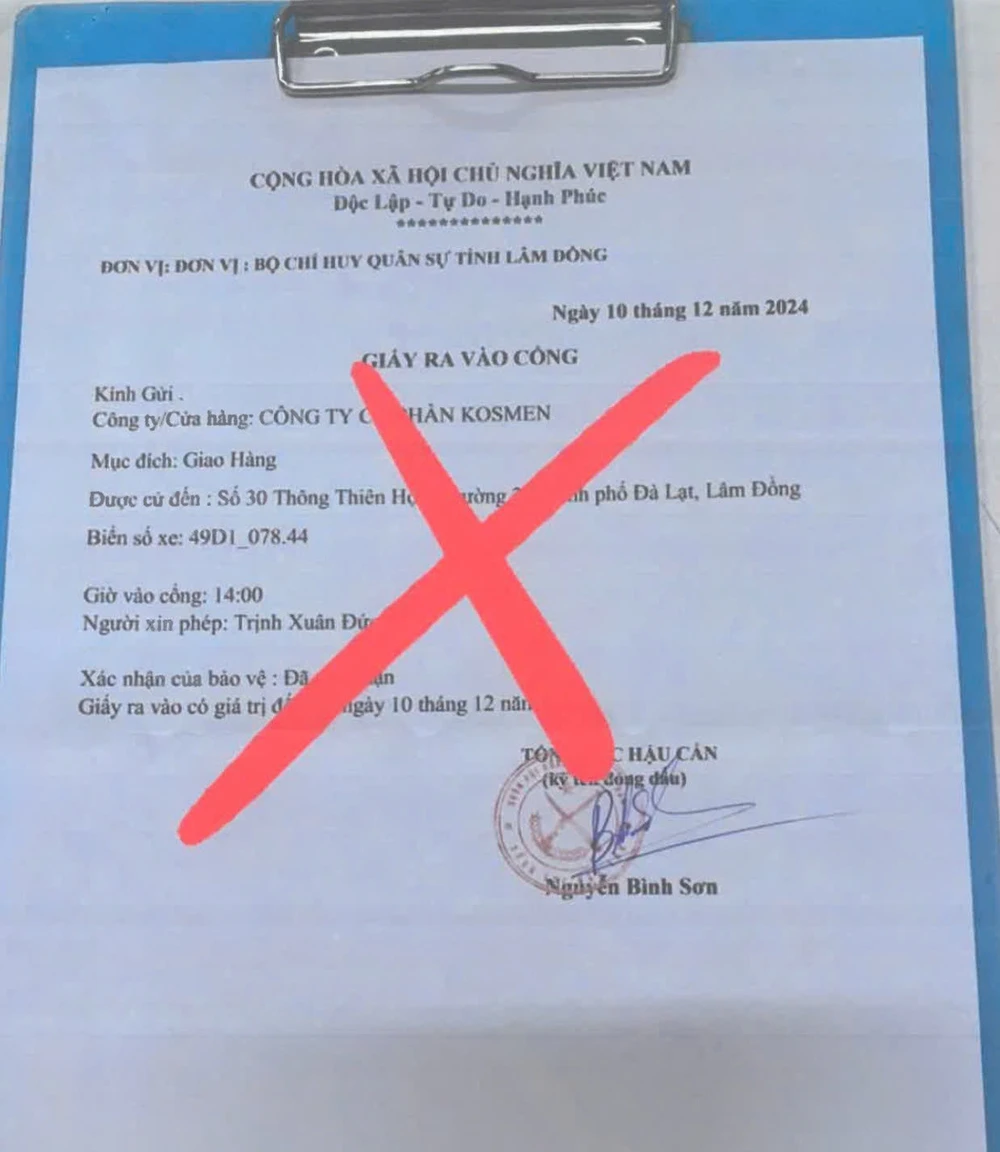 CỘNG HÒA XÃ HỘI CHỦ NGHĨA VIỆT NAM
Độc Lập - Tự Do - Hạnh Phúc
**************
ĐƠN VỊ: ĐƠN VỊ : BỘ CHỈ HUY QUÂN SỰ TỈNH LÂM ĐỒNG
Ngày 10 tháng 12 năm 2024
GIẤY RA VÀO CỔNG
Kính Gửi .
Công ty/Cửa hàng: CÔNG TY KOSMEN
Mục đích: Giao Hàng
Được cử đến : Số 30 Thông Thiên phố Đà Lạt, Lâm Đồng
Biển số xe: 49D1_078.44
Giờ vào cổng: 14:00
Người xin phép: Trịnh Xuân
Xác nhận của bảo vệ : Đã
Giấy ra vào có giá trị ngày 10 tháng 12
HẬU CẦN
(ký đóng dấu)
Nguyễn Bình Sơn